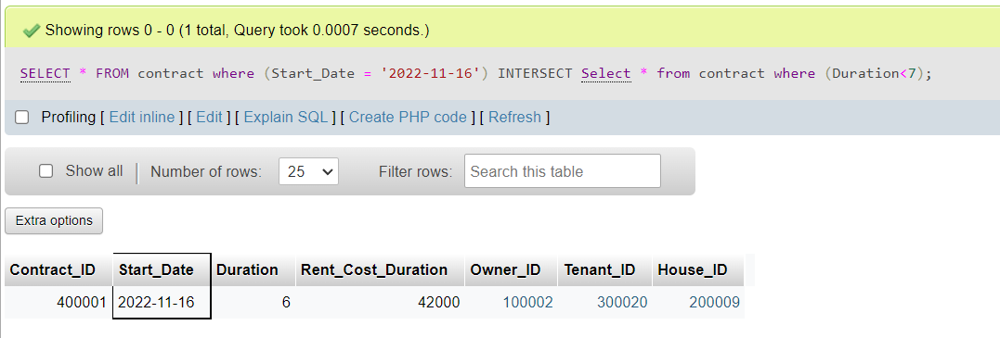 Showing rows 0 - 0 (1 total, Query took 0.0007 seconds.)
SELECT * FROM contract where (Start_Date = '2022-11-16') INTERSECT Select * from contract where (Duration<7);
Profiling [ Edit inline ] [ Edit ] [ Explain SQL ] [ Create PHP code ] [ Refresh ]
Show all Number of rows: 25 Filter rows: Search this table
Extra options
Contract_ID Start_Date Duration Rent_Cost_Duration Owner_ID Tenant_ID House_ID
400001 2022-11-16 6 42000 100002 300020 200009